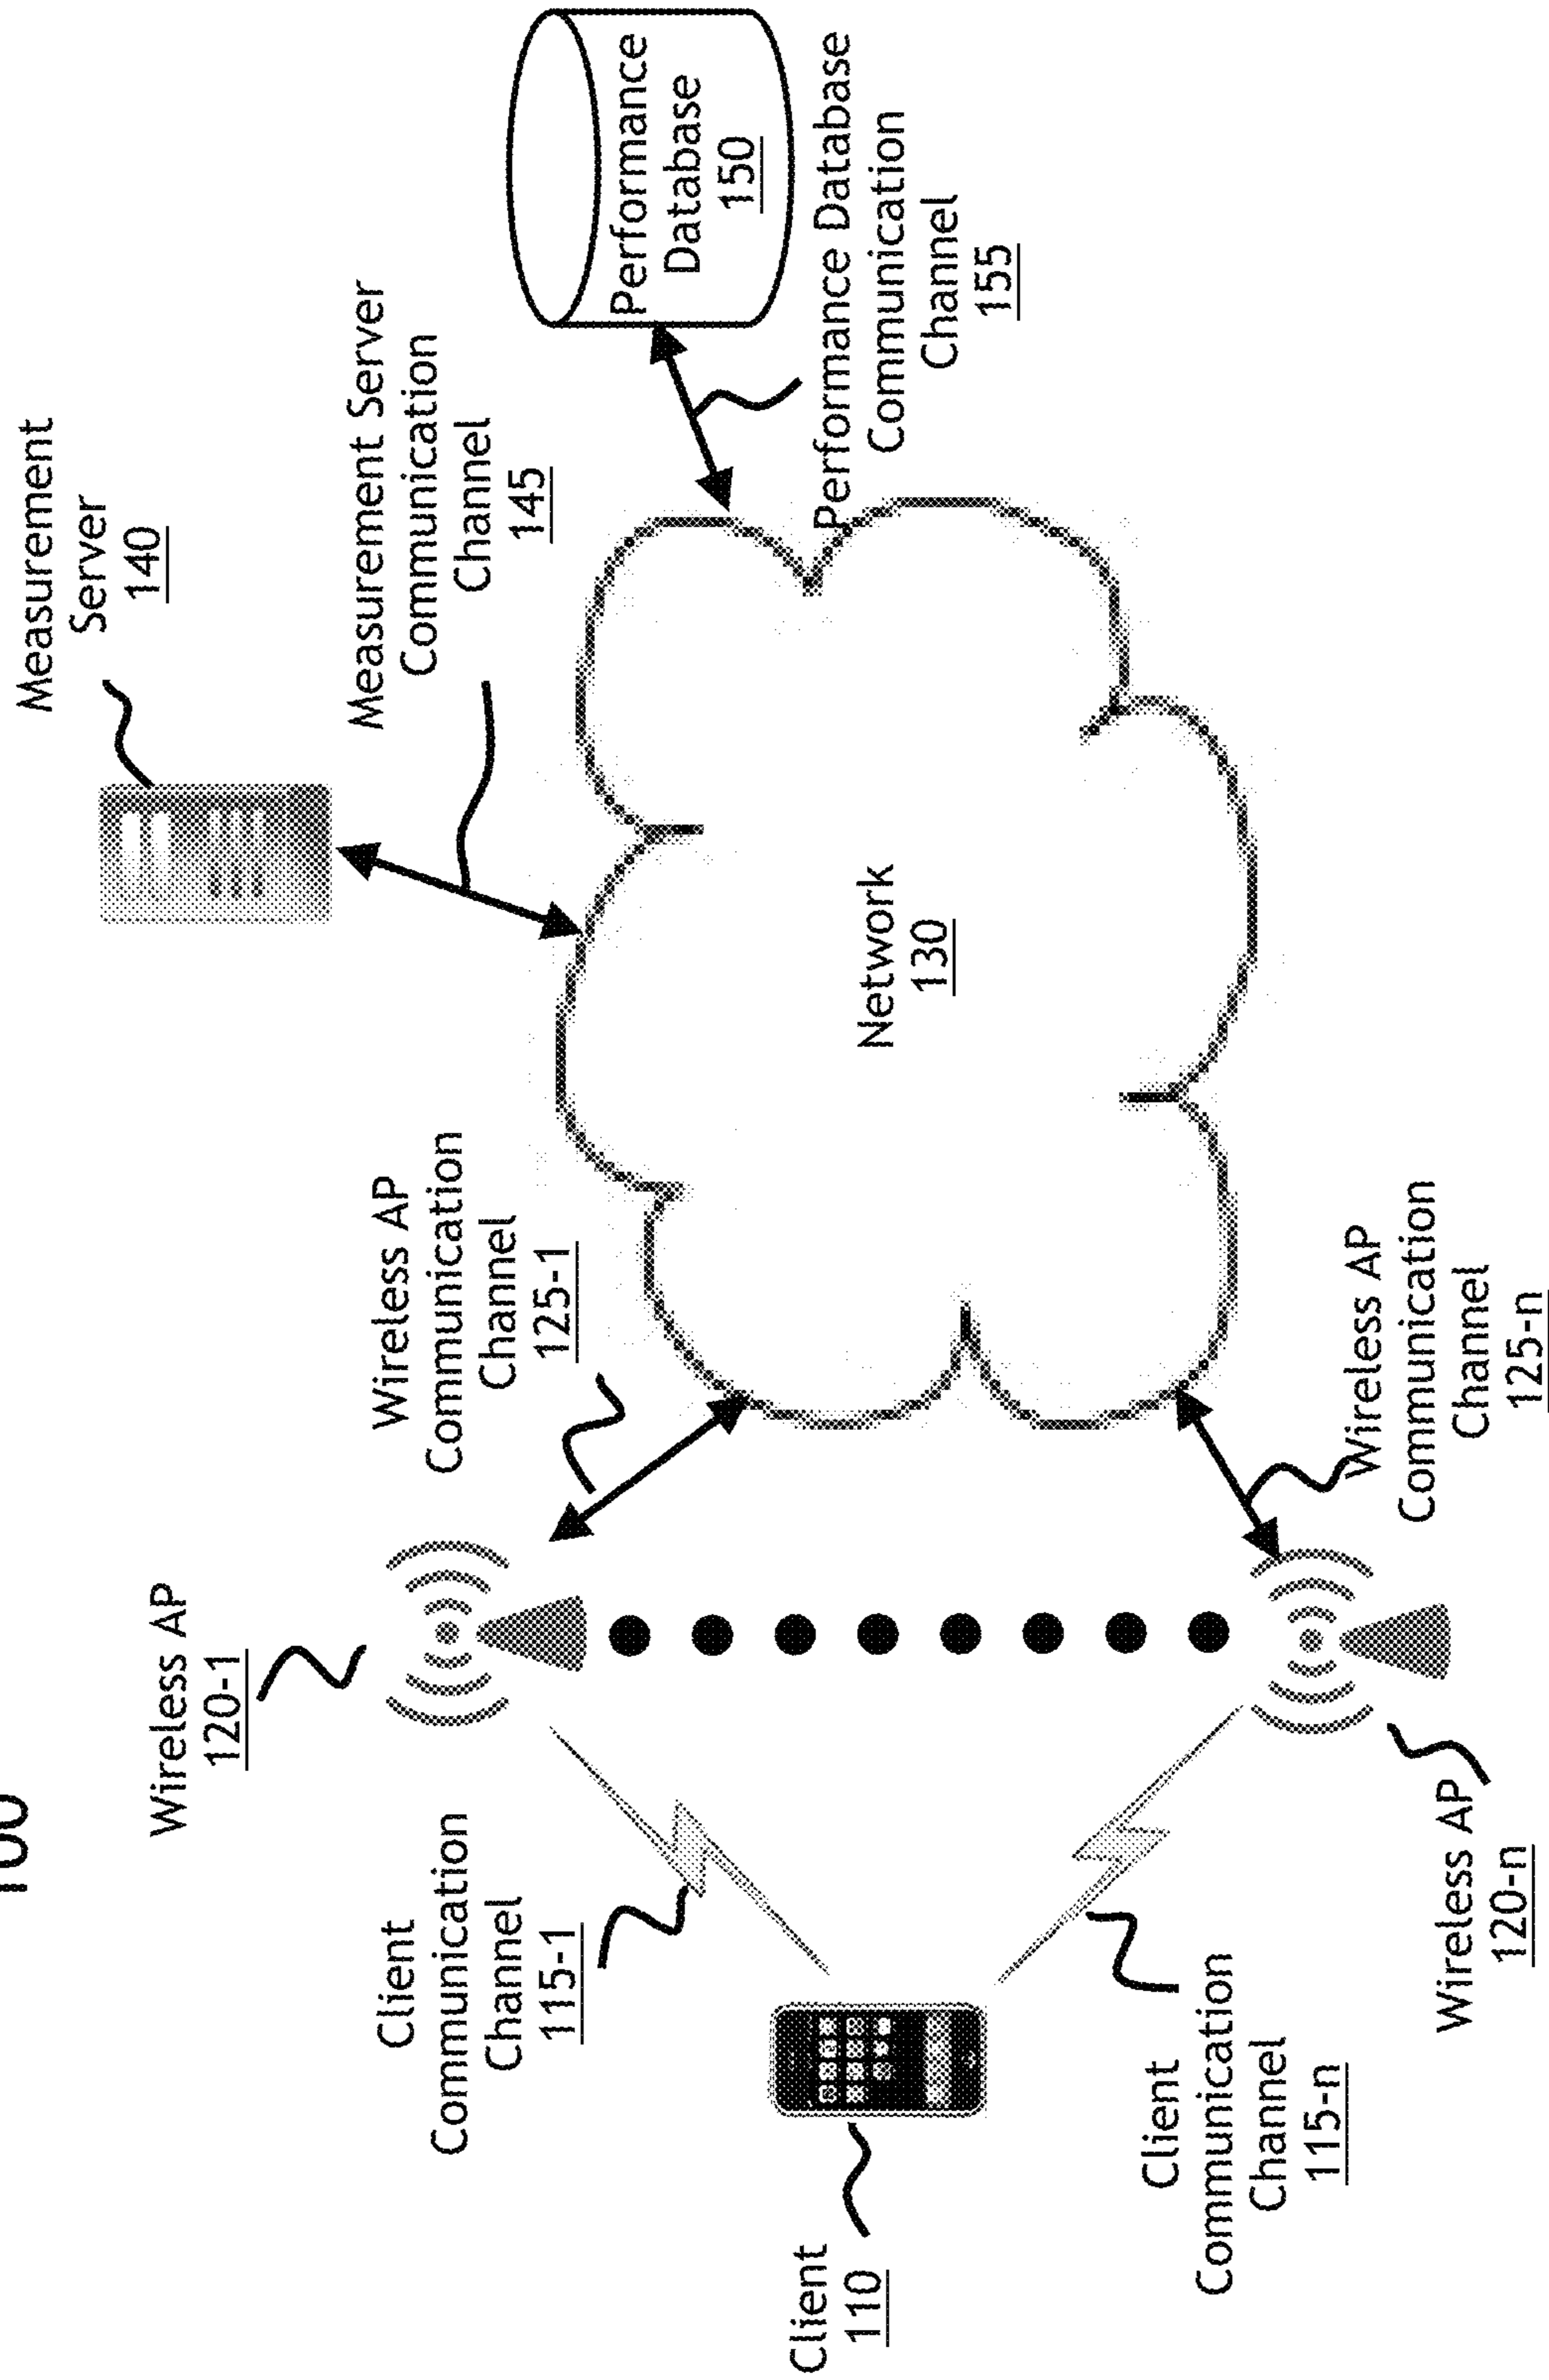 100
Measurement
Server
140
Wireless AP
120-1
Measurement Server
Communication
Channel
145
Wireless AP
Communication
Channel
125-1
Client
Communication
Channel
115-1
Performance
Database
150
Performance Database
Communication
Channel
155
Network
130
Client
110
Client
Communication
Channel
115-n
Wireless AP
Communication
Channel
125-n
Wireless AP
120-n